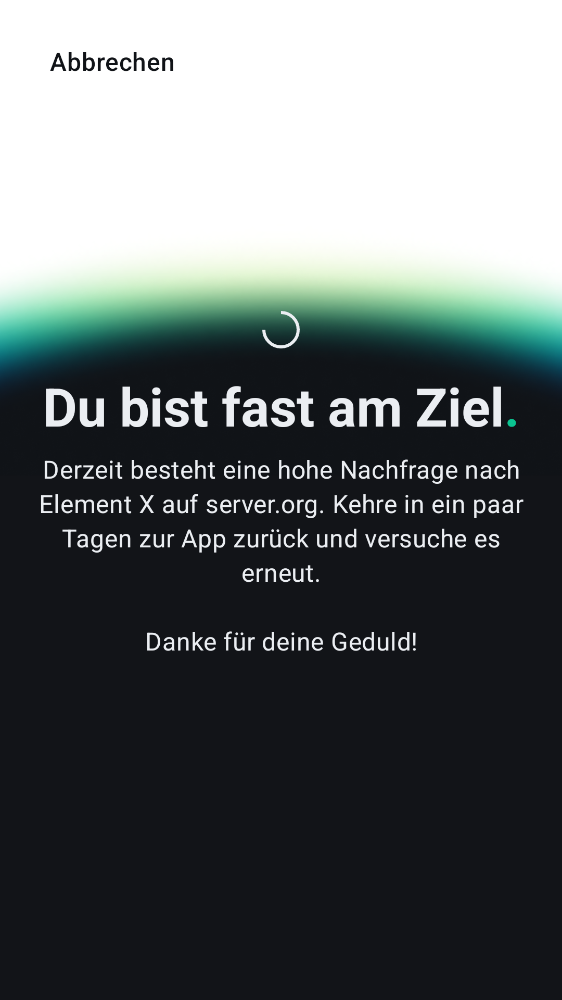 Abbrechen
Du bist fast am Ziel.
Derzeit besteht eine hohe Nachfrage nach
Element X auf server.org. Kehre in ein paar
Tagen zur App zurück und versuche es
erneut.
Danke für deine Geduld!